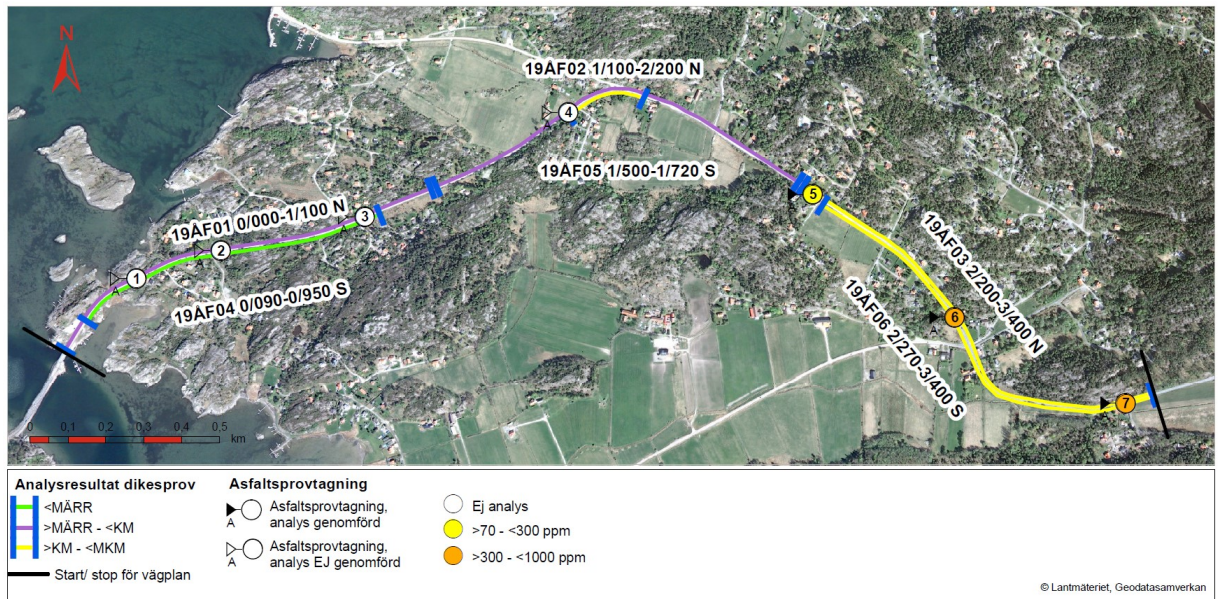 N
19ÅF02 1/100-2/200 N
4
19ÅF05 1/500-1/720 S
5
19ÅF01 0/000-1/100 N
3
2
1
19ÅF04 0/090-0/950 S
19ÅF03 2/200-3/400 N
19ÅF06 2/270-3/400 S
6
7
A
A
A
A
A
A
A
0 0,1 0,2 0,3 0,4 0,5
km
Analysresultat dikesprov
<MÄRR
>MÄRR - <KM
>KM - <MKM
Start/ stop för vägplan
Asfaltsprovtagning
A
Asfaltsprovtagning,
analys genomförd
A
Asfaltsprovtagning,
analys EJ genomförd
Ej analys
>70 - <300 ppm
>300 - <1000 ppm
© Lantmäteriet, Geodatasamverkan